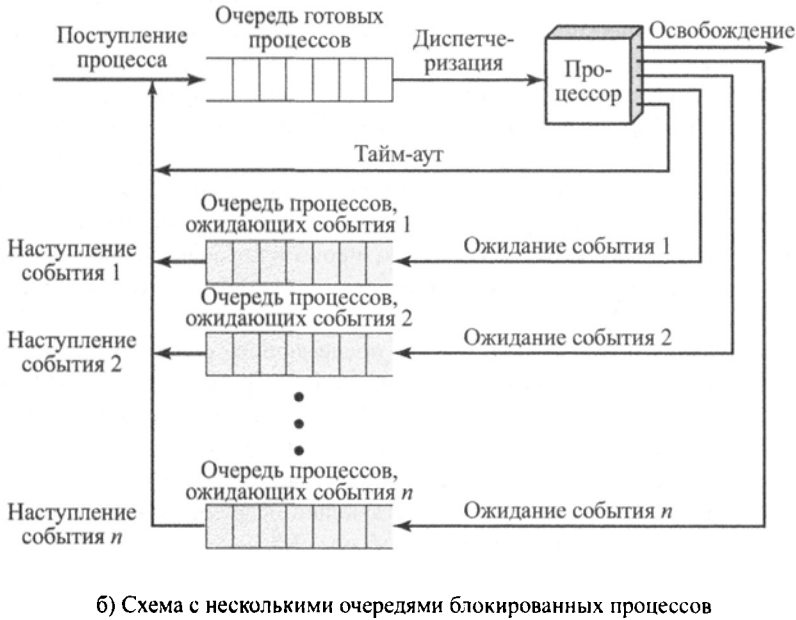 Поступление
процесса
Очередь готовых
процессов
Диспетче-
ризация
Про-
цессор
Освобождение
Тайм-аут
Очередь процессов,
ожидающих события 1
Наступление
события 1
Ожидание события 1
Очередь процессов,
ожидающих события 2
Наступление
события 2
Ожидание события 2
Очередь процессов,
ожидающих события n
Наступление
события n
Ожидание события n
б) Схема с несколькими очередями блокированных процессов